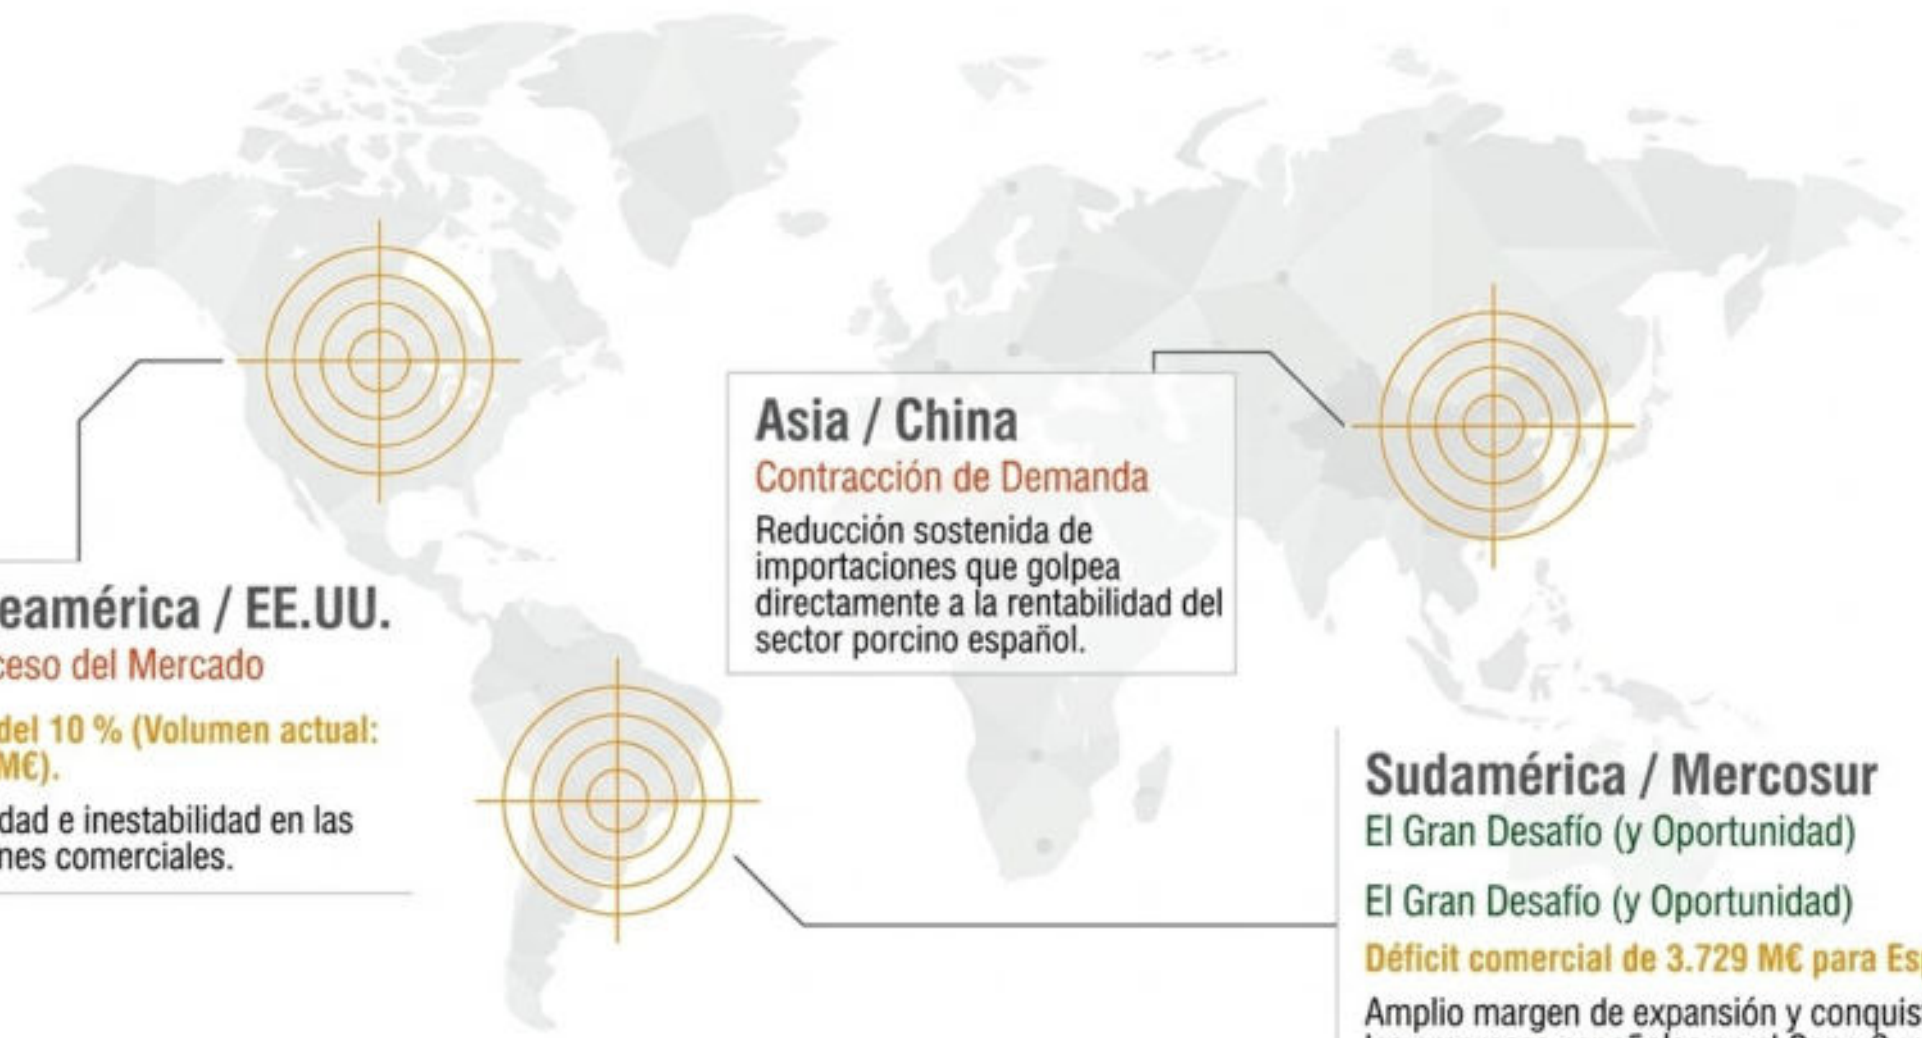 Asia / China
Contracción de Demanda
Reducción sostenida de
importaciones que golpea
directamente a la rentabilidad del
sector porcino español.
eamérica / EE.UU.
ceso del Mercado
del 10 % (Volumen actual:
M€).
dad e inestabilidad en las
nes comerciales.
Sudamérica / Mercosur
El Gran Desafío (y Oportunidad)
El Gran Desafío (y Oportunidad)
Déficit comercial de 3.729 M€ para Es
Amplio margen de expansión y conquis